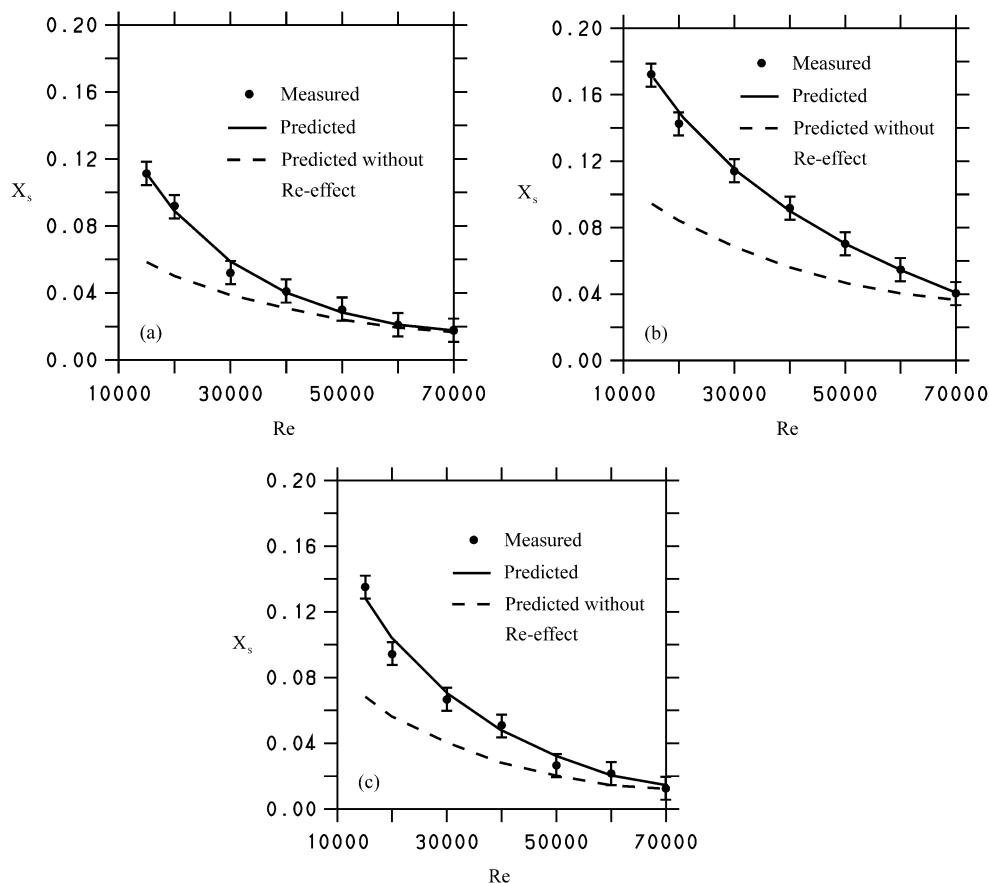 0.20
0.16
0.12
0.08
0.04
0.00
X_s
Measured
Predicted
Predicted without
Re-effect
(a)
10000 30000 50000 70000
Re
0.20
0.16
0.12
0.08
0.04
0.00
X_s
Measured
Predicted
Predicted without
Re-effect
(b)
10000 30000 50000 70000
Re
0.20
0.16
0.12
0.08
0.04
0.00
X_s
Measured
Predicted
Predicted without
Re-effect
(c)
10000 30000 50000 70000
Re